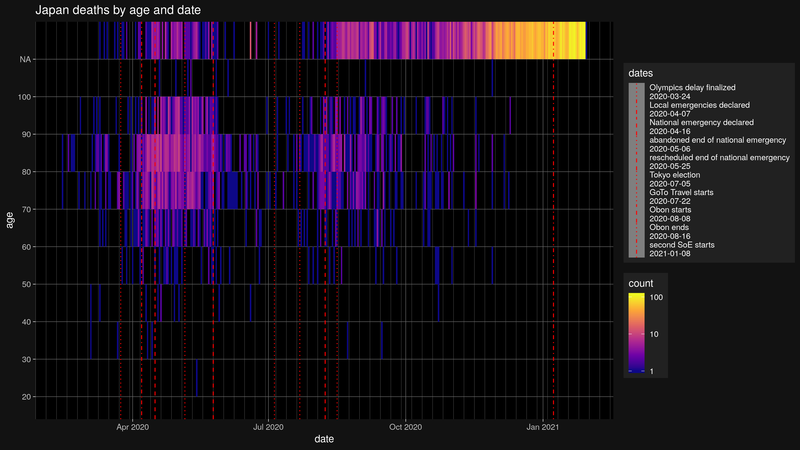 Japan deaths by age and date
NA
100
90
80
70
60
50
40
30
20
age
Apr 2020
Jul 2020
Oct 2020
Jan 2021
date
dates
Olympics delay finalized
2020-03-24
Local emergencies declared
2020-04-07
National emergency declared
2020-04-16
abandoned end of national emergency
2020-05-06
rescheduled end of national emergency
2020-05-25
Tokyo election
2020-07-05
GoTo Travel starts
2020-07-22
Obon starts
2020-08-08
Obon ends
2020-08-16
second SoE starts
2021-01-08
count
100
10
1